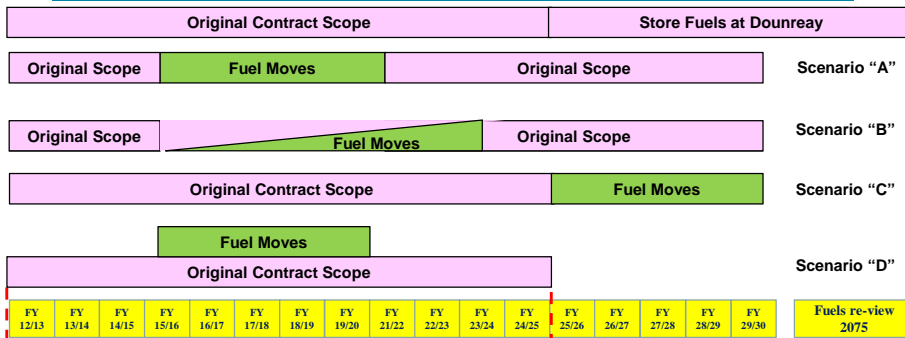 Original Contract Scope Store Fuels at Dounreay
Original Scope Fuel Moves Original Scope Scenario “A”
Original Scope Fuel Moves Original Scope Scenario “B”
Original Contract Scope Fuel Moves Scenario “C”
Fuel Moves
Original Contract Scope Scenario “D”
FY FY FY FY FY FY FY FY FY FY FY FY FY FY FY FY Fuels re-view
12/13 13/14 14/15 15/16 16/17 17/18 18/19 19/20 21/22 22/23 23/24 24/25 25/26 26/27 27/28 28/29 29/30 2075